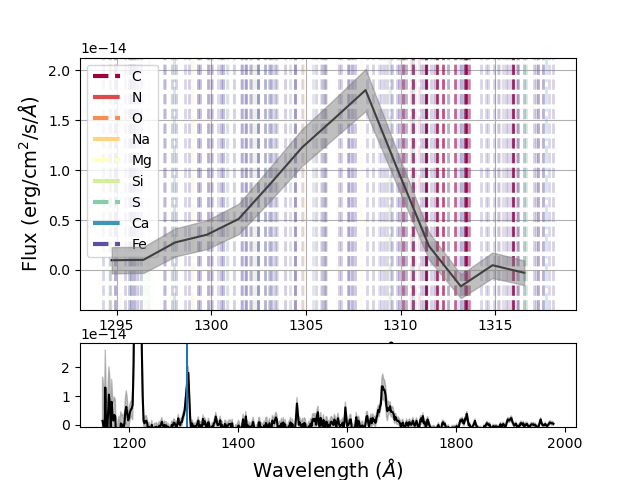 1e−14
2.0
1.5
1.0
0.5
0.0
Flux (erg/cm²/s/Å)
C
N
O
Na
Mg
Si
S
Ca
Fe
1295 1300 1305 1310 1315
1e−14
2
1
0
1200 1400 1600 1800 2000
Wavelength (Å)